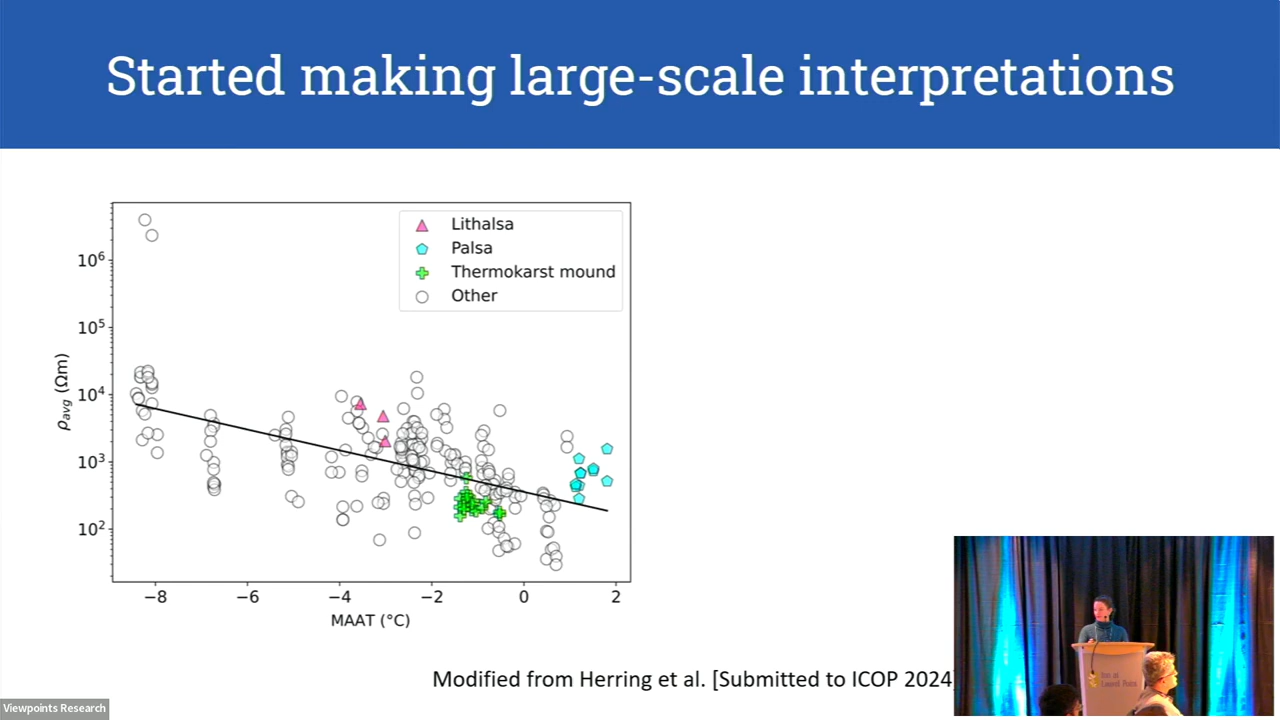 Started making large-scale interpretations
Lithalsa
Palsa
Thermokarst mound
Other
10⁶
10⁵
10⁴
10³
10²
ρavg (Ωm)
−8 −6 −4 −2 0 2
MAAT (°C)
Modified from Herring et al. [Submitted to ICOP 2024
Viewpoints Research